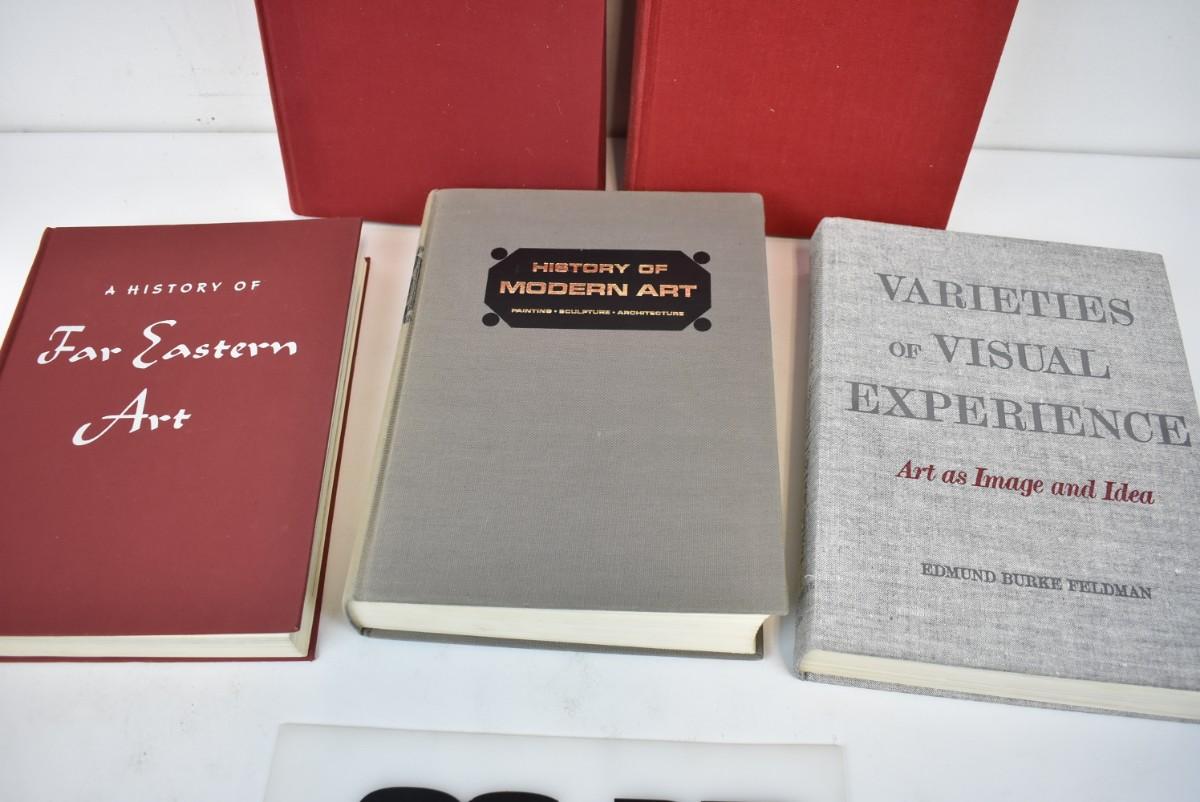 A HISTORY OF
Far Eastern
Art
HISTORY OF
MODERN ART
PAINTING • SCULPTURE • ARCHITECTURE
VARIETIES
OF VISUAL
EXPERIENCE
Art as Image and Idea
EDMUND BURKE FELDMAN